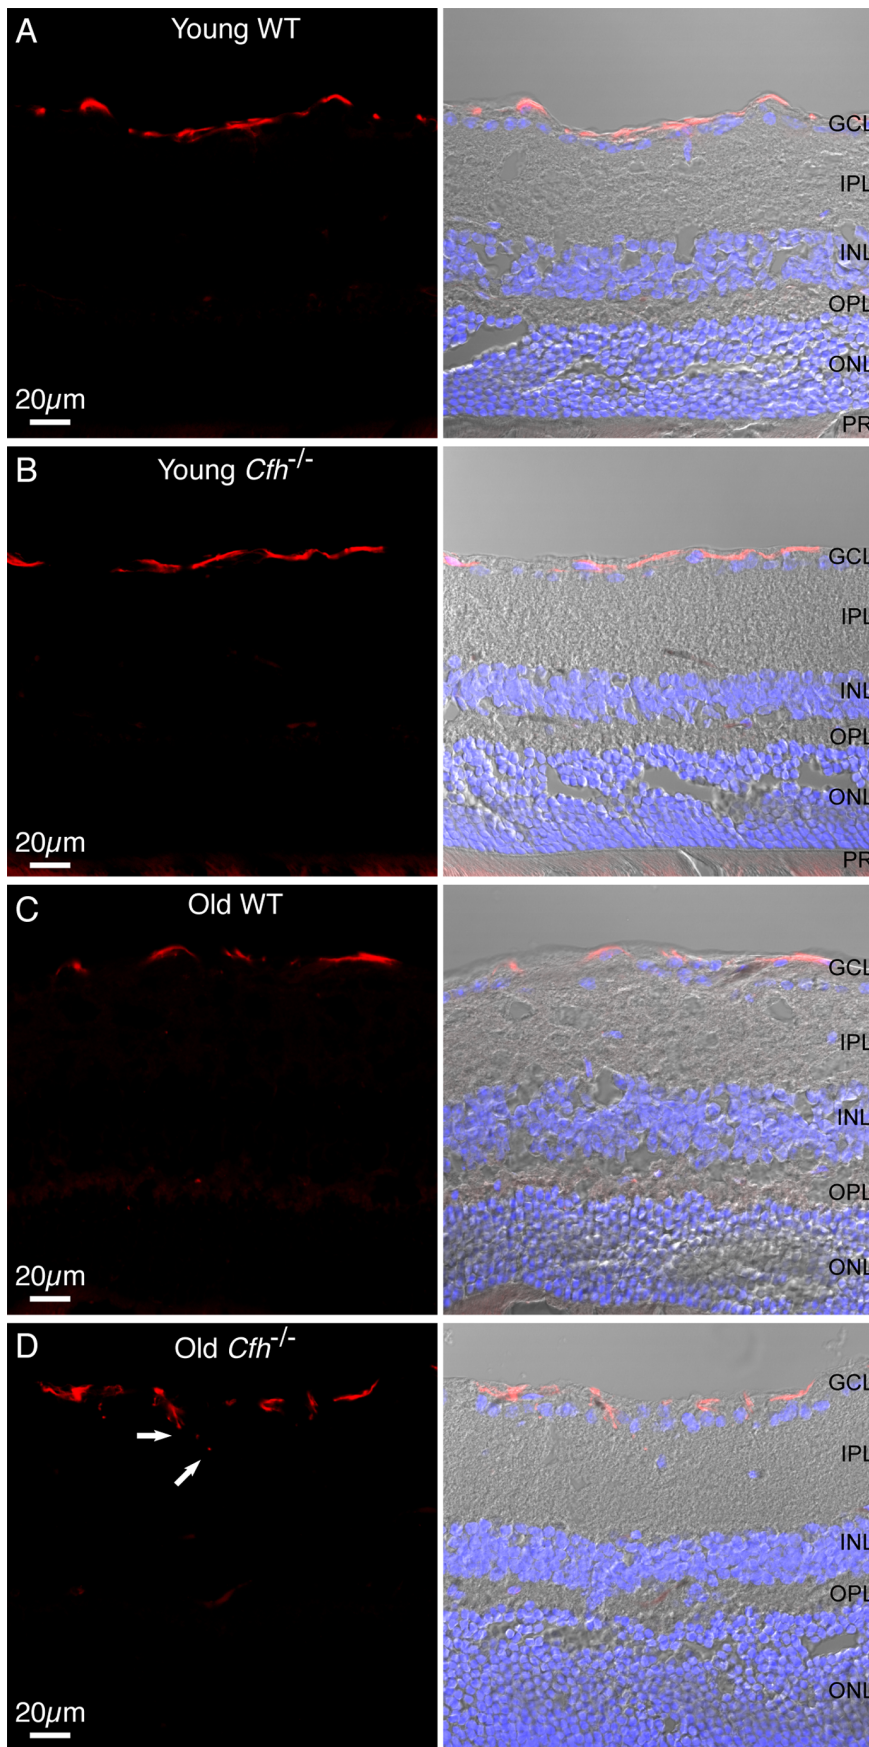 A
Young WT
GCL
IPL
INL
OPL
ONL
PR
20µm
B
Young Cfh-/-
GCL
IPL
INL
OPL
ONL
PR
20µm
C
Old WT
GCL
IPL
INL
OPL
ONL
20µm
D
Old Cfh-/-
GCL
IPL
INL
OPL
ONL
20µm